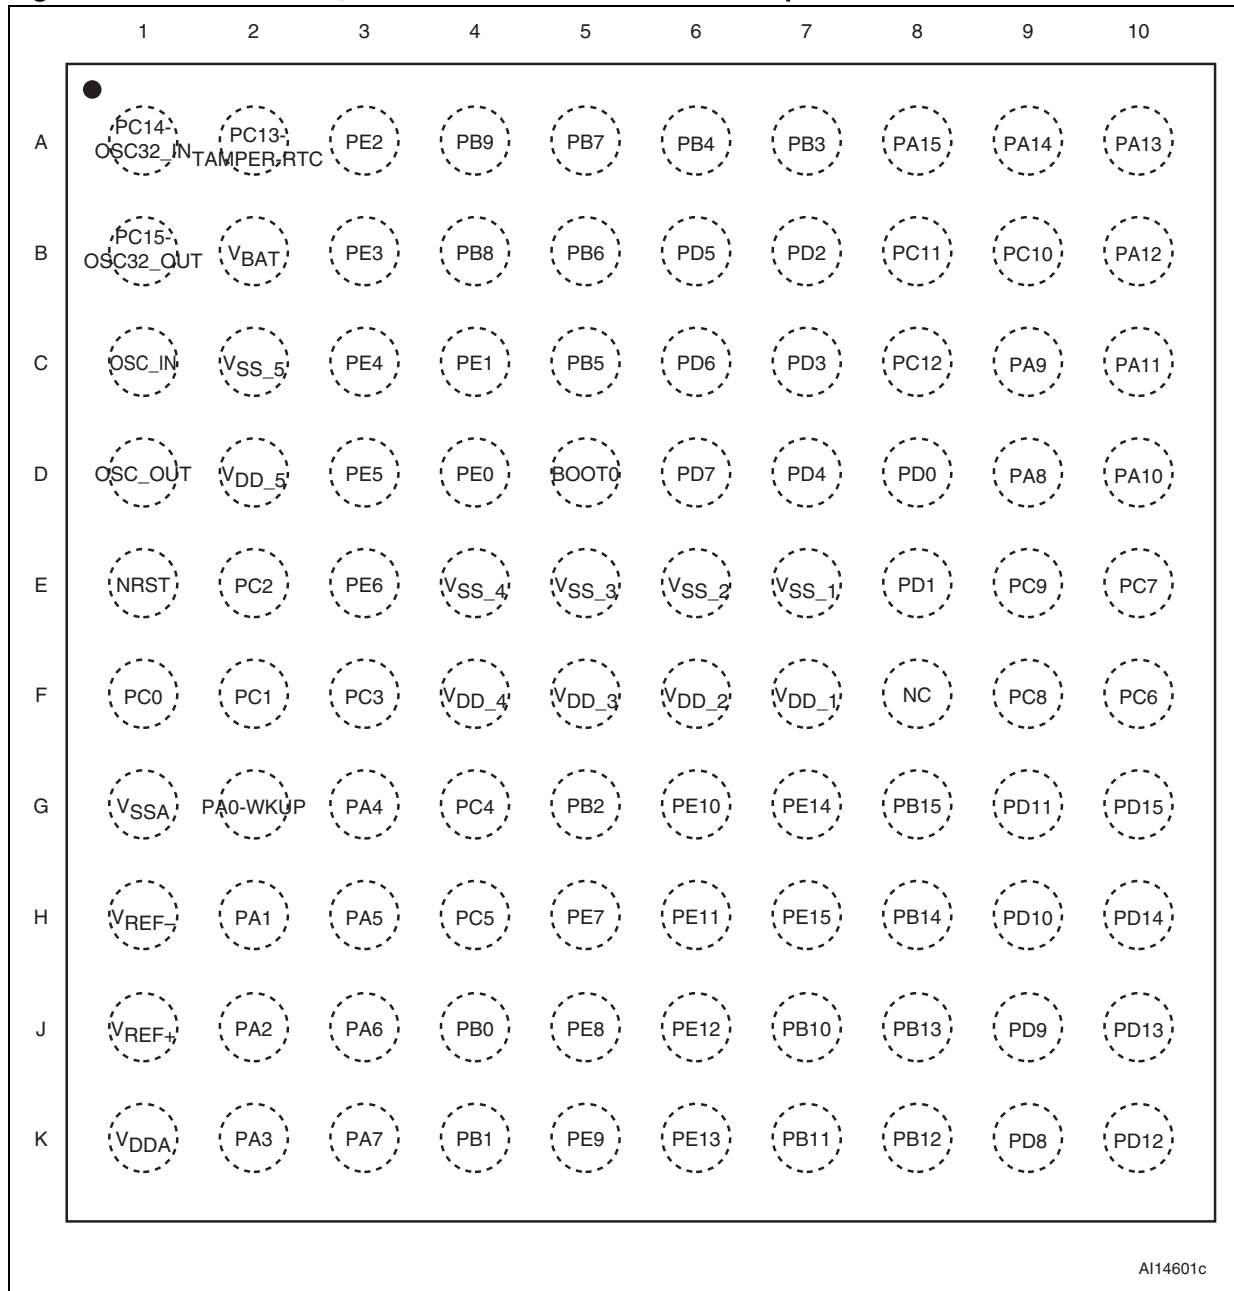 1 2 3 4 5 6 7 8 9 10
A PC14-OSC32_IN PC13-TAMPER-RTC PE2 PB9 PB7 PB4 PB3 PA15 PA14 PA13
B PC15-OSC32_OUT VBAT PE3 PB8 PB6 PD5 PD2 PC11 PC10 PA12
C OSC_IN VSS_5 PE4 PE1 PB5 PD6 PD3 PC12 PA9 PA11
D OSC_OUT VDD_5 PE5 PE0 BOOT0 PD7 PD4 PD0 PA8 PA10
E NRST PC2 PE6 VSS_4 VSS_3 VSS_2 VSS_1 PD1 PC9 PC7
F PC0 PC1 PC3 VDD_4 VDD_3 VDD_2 VDD_1 NC PC8 PC6
G VSSA PA0-WKUP PA4 PC4 PB2 PE10 PE14 PB15 PD11 PD15
H VREF– PA1 PA5 PC5 PE7 PE11 PE15 PB14 PD10 PD14
J VREF+ PA2 PA6 PB0 PE8 PE12 PB10 PB13 PD9 PD13
K VDDA PA3 PA7 PB1 PE9 PE13 PB11 PB12 PD8 PD12
AI14601c